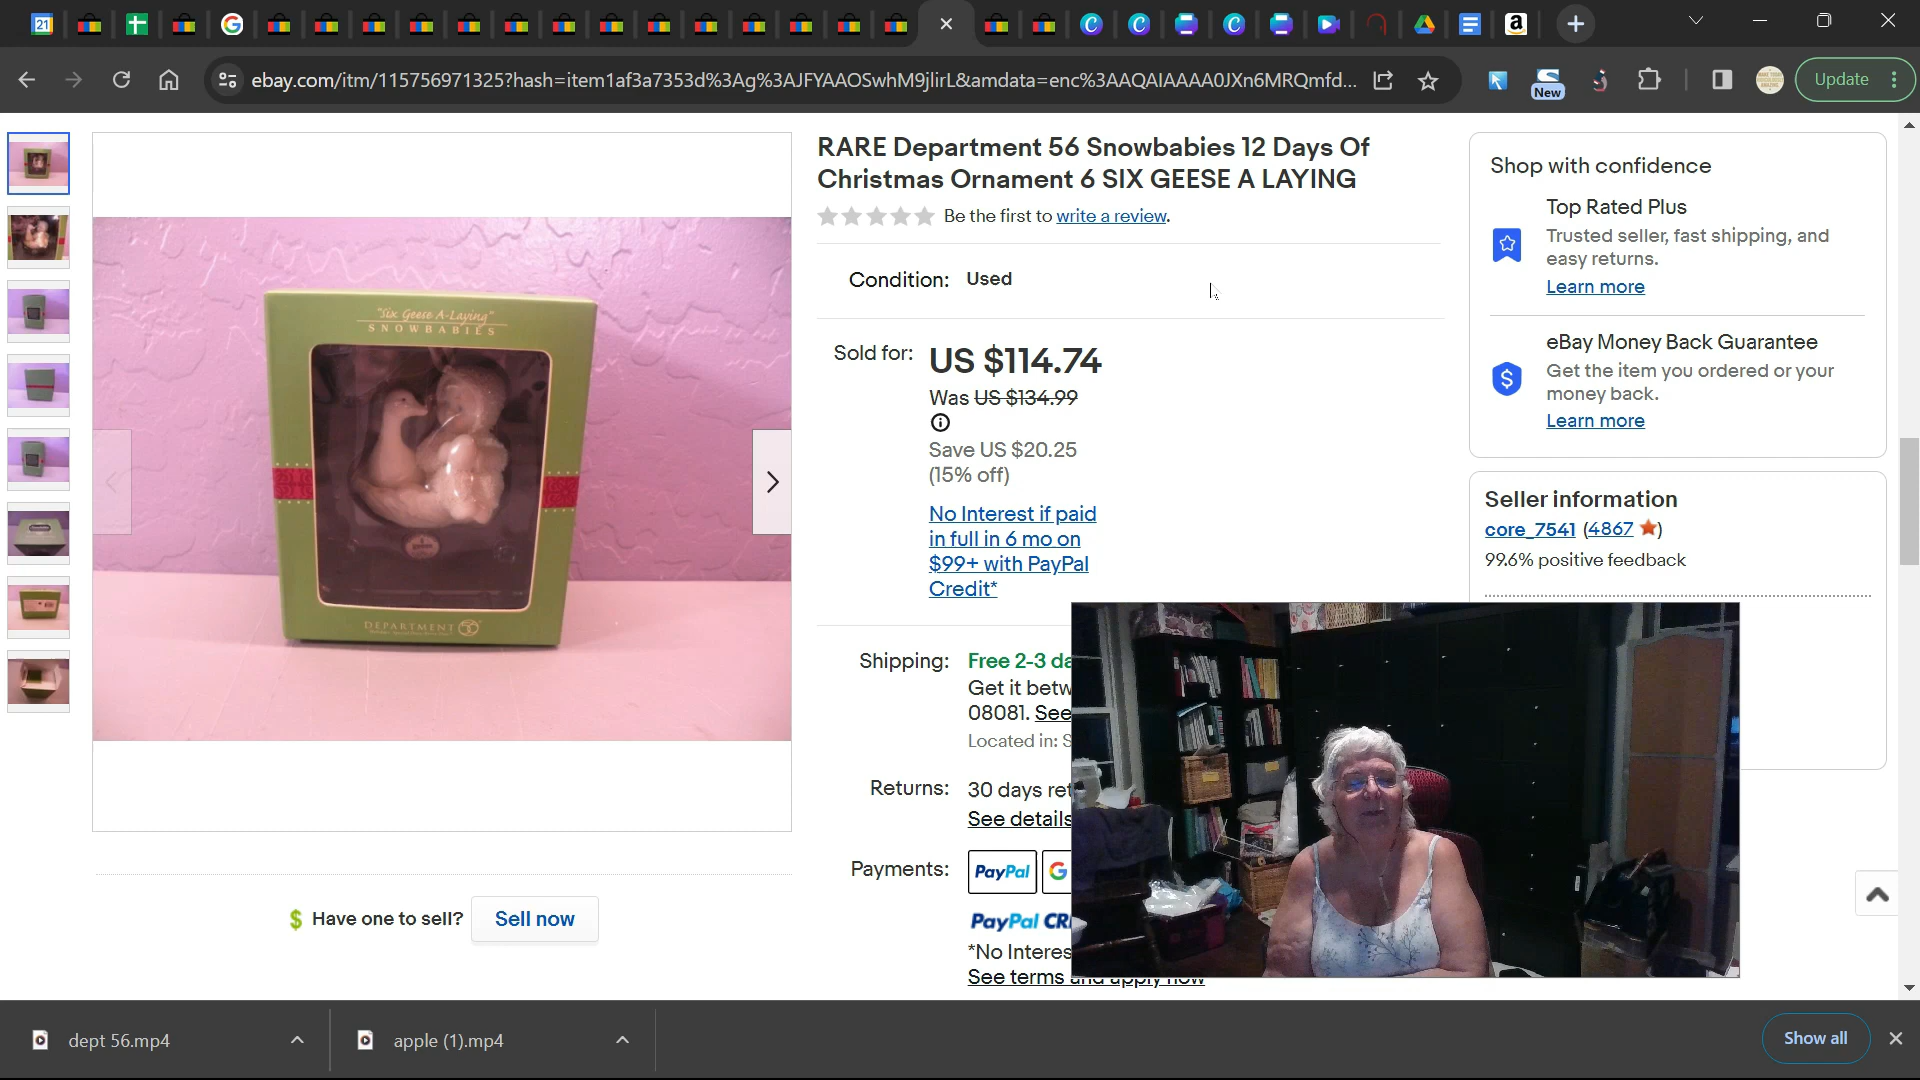 21
ebay.com/itm/115756971325?hash=item1af3a7353d%3Ag%3AJFYAAOSwhM9jlirL&amdata=enc%3AAQAIAAAA0JXn6MRQmfd...
New
Update
RARE Department 56 Snowbabies 12 Days Of
Christmas Ornament 6 SIX GEESE A LAYING
Be the first to write a review.
Condition: Used
Sold for: US $114.74
Was US $134.99
Save US $20.25
(15% off)
No Interest if paid
in full in 6 mo on
$99+ with PayPal
Credit*
Shipping: Free 2-3 da
Get it betw
08081. See
Located in: S
Returns: 30 days ret
See details
Payments: PayPal G
PayPal CR
*No Interes
See terms and apply now
"Six Geese A-Laying"
SNOWBABIES
DEPARTMENT 56
Have one to sell? Sell now
Shop with confidence
Top Rated Plus
Trusted seller, fast shipping, and
easy returns.
Learn more
eBay Money Back Guarantee
Get the item you ordered or your
money back.
Learn more
Seller information
core_7541 (4867)
99.6% positive feedback
dept 56.mp4
apple (1).mp4
Show all